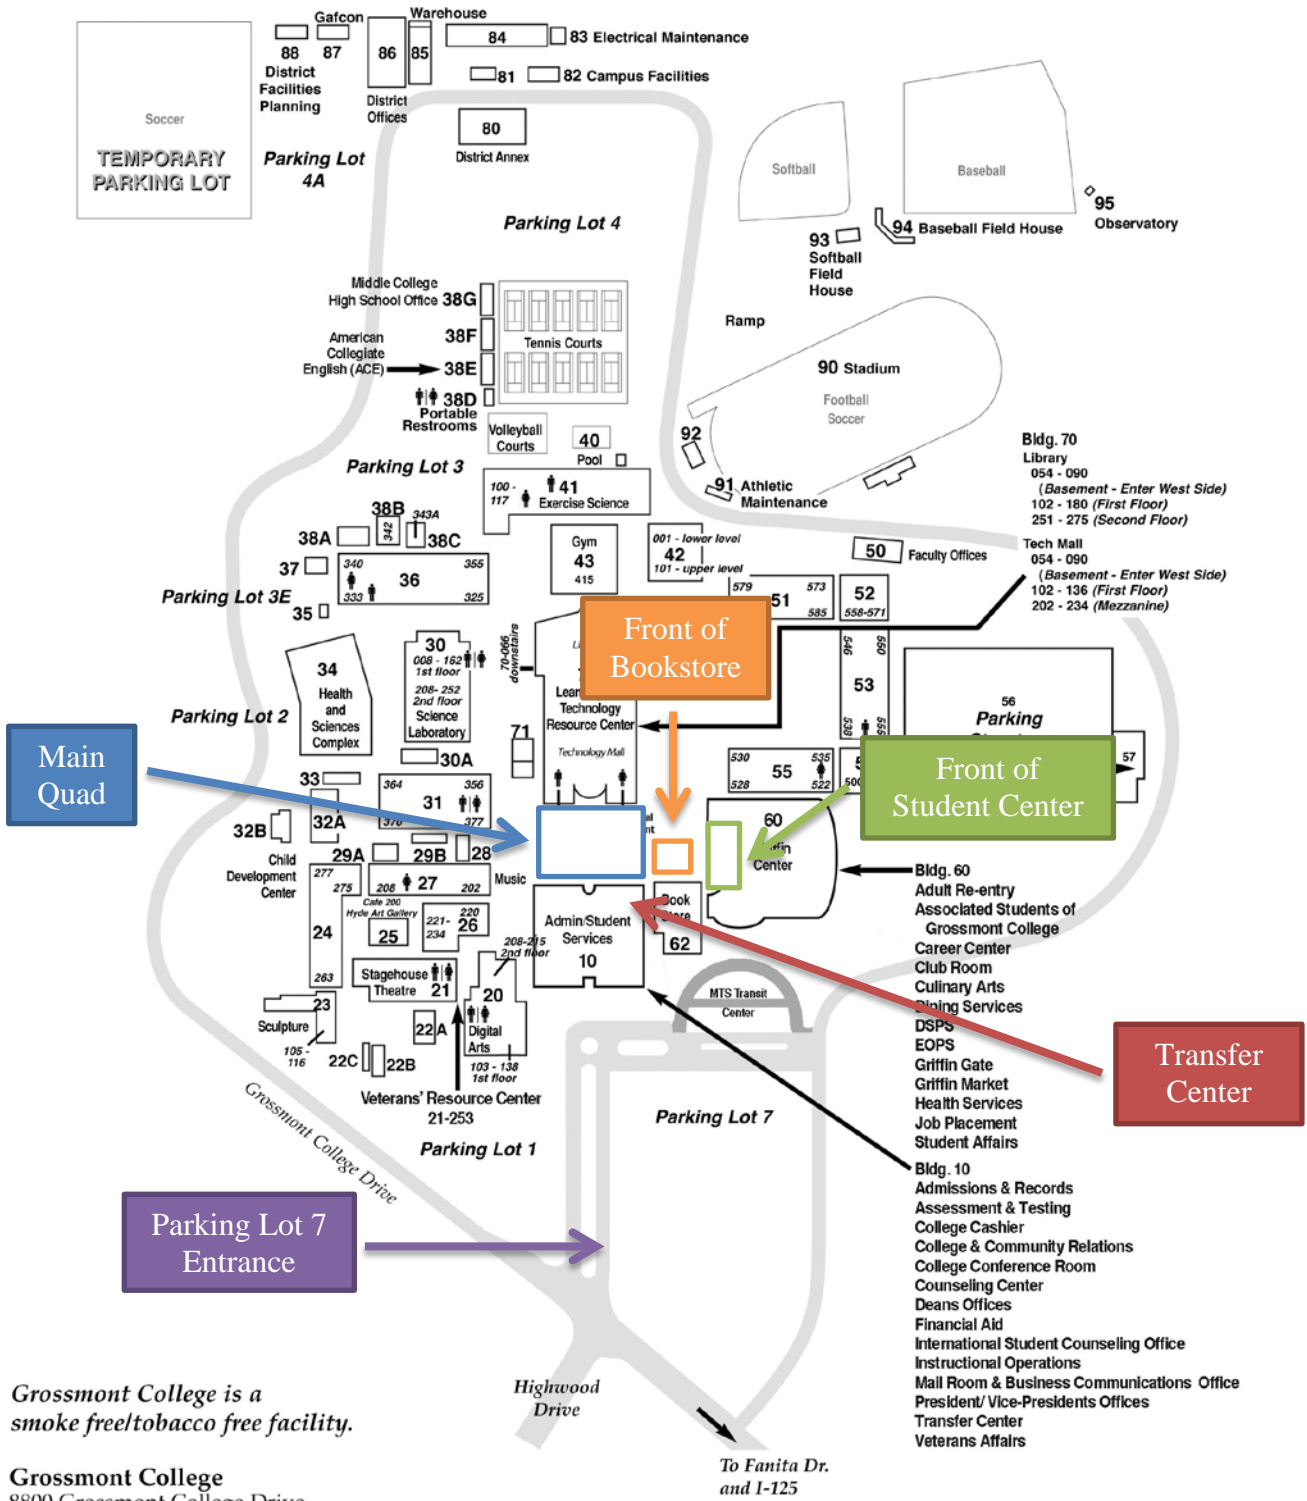 Gafcon
Warehouse
88
87
86
85
84
83 Electrical Maintenance
81
82 Campus Facilities
District
Facilities
Planning
District
Offices
80
District Annex
Soccer
TEMPORARY
PARKING LOT
Parking Lot
4A
Parking Lot 4
Softball
Baseball
95
Observatory
94 Baseball Field House
93
Softball
Field
House
Middle College
High School Office 38G
38F
American
Collegiate
English (ACE)
38E
38D
Portable
Restrooms
Tennis Courts
Volleyball
Courts
40
Pool
Ramp
90 Stadium
Football
Soccer
92
91 Athletic
Maintenance
Parking Lot 3
100 -
117
41
Exercise Science
38B
342
343A
38A
38C
37
340
355
36
333
325
Parking Lot 3E
35
Gym
43
415
001 - lower level
42
101 - upper level
50 Faculty Offices
579
573
51
585
52
558-571
Bldg. 70
Library
054 - 090
(Basement - Enter West Side)
102 - 180 (First Floor)
251 - 275 (Second Floor)
Tech Mall
054 - 090
(Basement - Enter West Side)
102 - 136 (First Floor)
202 - 234 (Mezzanine)
Front of
Bookstore
34
Health
and
Sciences
Complex
30
008 - 162
1st floor
208- 252
2nd floor
Science
Laboratory
70-066
downstairs
Technology
Resource Center
Technology Mall
71
546
550
53
538
555
56
Parking
57
Parking Lot 2
30A
Main
Quad
33
32A
32B
364
356
31
376
377
530
535
55
528
522
Front of
Student Center
60
Center
Child
Development
Center
29A
29B
28
277
275
208
27
202
Music
Cafe 200
Hyde Art Gallery
24
25
221-
234
220
26
263
Admin/Student
Services
10
Book
Store
62
208-215
2nd floor
Stagehouse
Theatre
21
20
Digital
Arts
103 - 138
1st floor
23
Sculpture
105 -
116
22A
22C
22B
Veterans' Resource Center
21-253
MTS Transit
Center
Bldg. 60
Adult Re-entry
Associated Students of
Grossmont College
Career Center
Club Room
Culinary Arts
Dining Services
DSPS
EOPS
Griffin Gate
Griffin Market
Health Services
Job Placement
Student Affairs
Transfer
Center
Grossmont College Drive
Parking Lot 1
Parking Lot 7
Parking Lot 7
Entrance
Bldg. 10
Admissions & Records
Assessment & Testing
College Cashier
College & Community Relations
College Conference Room
Counseling Center
Deans Offices
Financial Aid
International Student Counseling Office
Instructional Operations
Mail Room & Business Communications Office
President/ Vice-Presidents Offices
Transfer Center
Veterans Affairs
Highwood
Drive
To Fanita Dr.
and I-125
Grossmont College is a
smoke free/tobacco free facility.
Grossmont College
8800 Grossmont College Drive